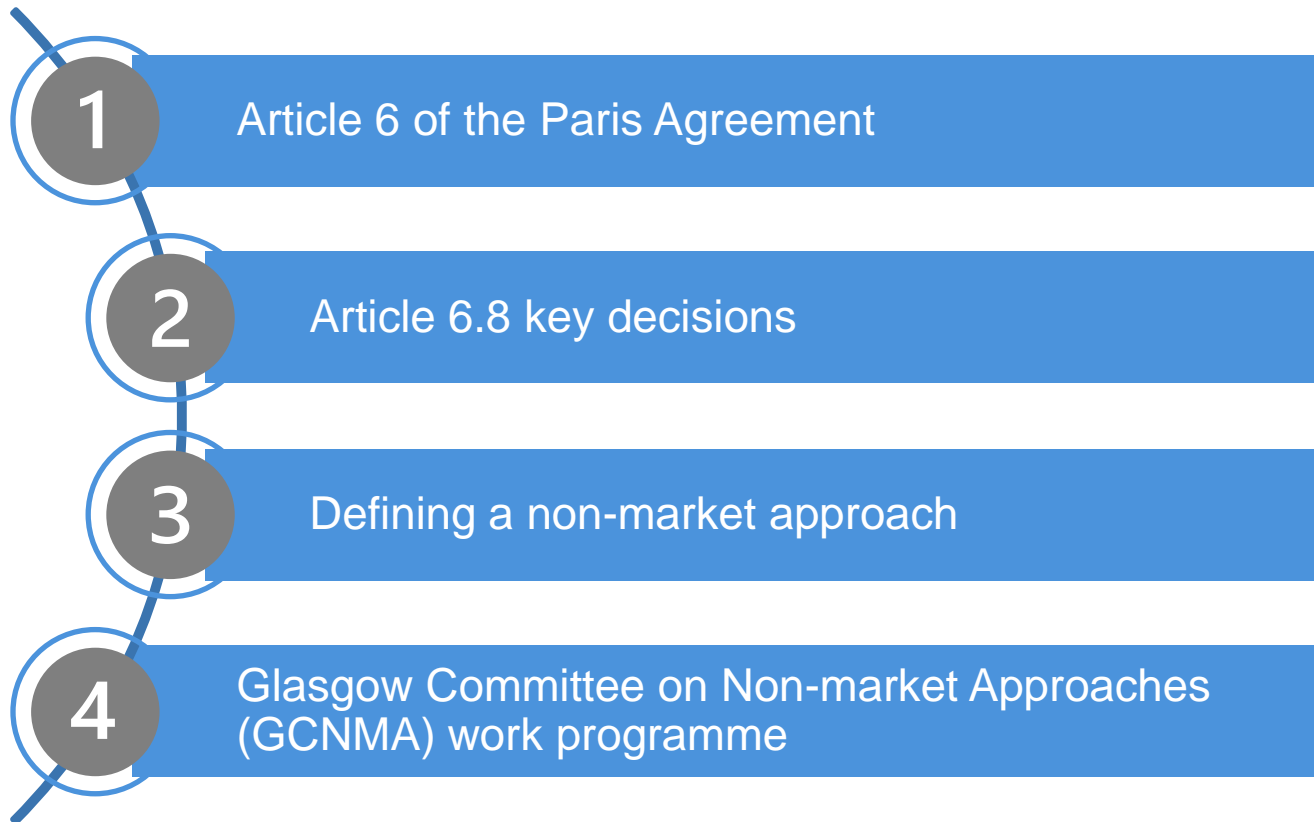 1
Article 6 of the Paris Agreement
2
Article 6.8 key decisions
3
Defining a non-market approach
4
Glasgow Committee on Non-market Approaches
(GCNMA) work programme